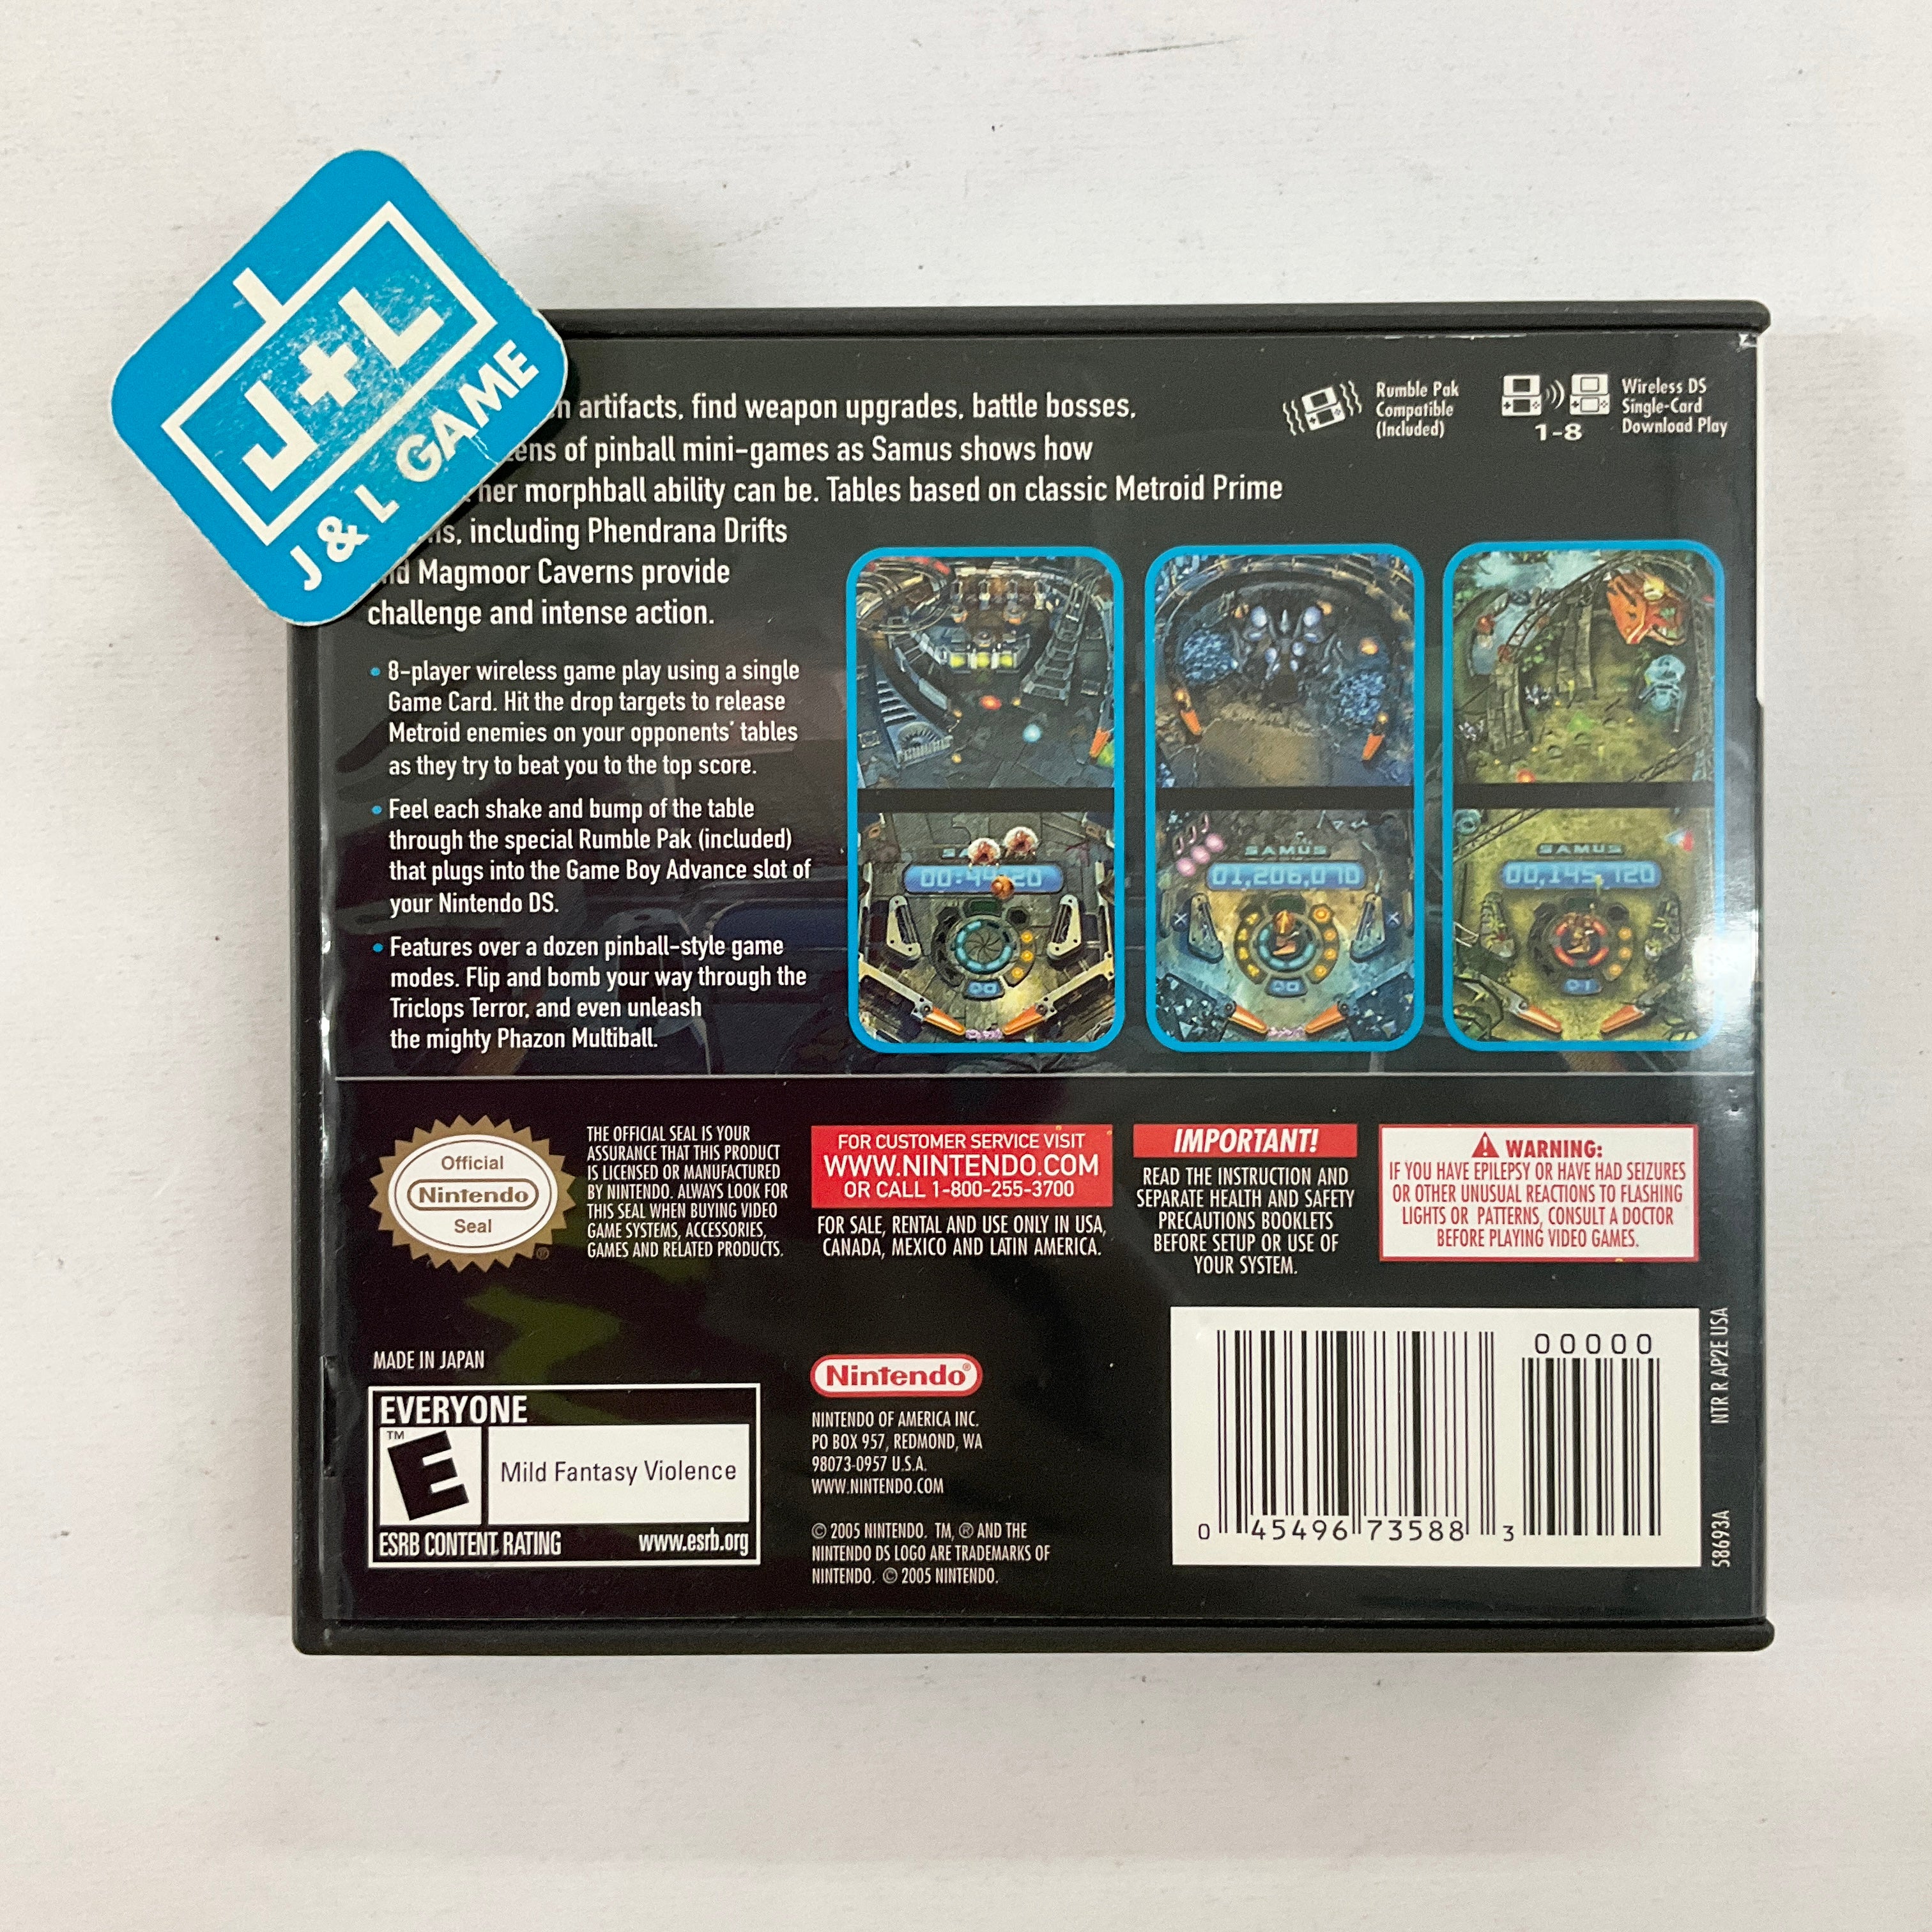 J+L
J & L GAME
artifacts, find weapon upgrades, battle bosses,
of pinball mini-games as Samus shows how
her morphball ability can be. Tables based on classic Metroid Prime
including Phendrana Drifts
Magmoor Caverns provide
challenge and intense action.
Rumble Pak
Compatible
(Included)
1-8
Wireless DS
Single-Card
Download Play
• 8-player wireless game play using a single
Game Card. Hit the drop targets to release
Metroid enemies on your opponents' tables
as they try to beat you to the top score.
• Feel each shake and bump of the table
through the special Rumble Pak (included)
that plugs into the Game Boy Advance slot of
your Nintendo DS.
• Features over a dozen pinball-style game
modes. Flip and bomb your way through the
Triclops Terror, and even unleash
the mighty Phazon Multiball.
SAMUS
01,206,070
SAMUS
Official
Nintendo
Seal
®
THE OFFICIAL SEAL IS YOUR
ASSURANCE THAT THIS PRODUCT
IS LICENSED OR MANUFACTURED
BY NINTENDO. ALWAYS LOOK FOR
THIS SEAL WHEN BUYING VIDEO
GAME SYSTEMS, ACCESSORIES,
GAMES AND RELATED PRODUCTS.
FOR CUSTOMER SERVICE VISIT
WWW.NINTENDO.COM
OR CALL 1-800-255-3700
FOR SALE, RENTAL AND USE ONLY IN USA,
CANADA, MEXICO AND LATIN AMERICA.
IMPORTANT!
READ THE INSTRUCTION AND
SEPARATE HEALTH AND SAFETY
PRECAUTIONS BOOKLETS
BEFORE SETUP OR USE OF
YOUR SYSTEM.
WARNING:
IF YOU HAVE EPILEPSY OR HAVE HAD SEIZURES
OR OTHER UNUSUAL REACTIONS TO FLASHING
LIGHTS OR PATTERNS, CONSULT A DOCTOR
BEFORE PLAYING VIDEO GAMES.
MADE IN JAPAN
EVERYONE
TM
E
Mild Fantasy Violence
ESRB CONTENT RATING www.esrb.org
Nintendo®
NINTENDO OF AMERICA INC.
PO BOX 957, REDMOND, WA
98073-0957 U.S.A.
WWW.NINTENDO.COM
© 2005 NINTENDO. TM, ® AND THE
NINTENDO DS LOGO ARE TRADEMARKS OF
NINTENDO. © 2005 NINTENDO.
00000
0 45496 73588 3
NTR R AP2E USA
58693A